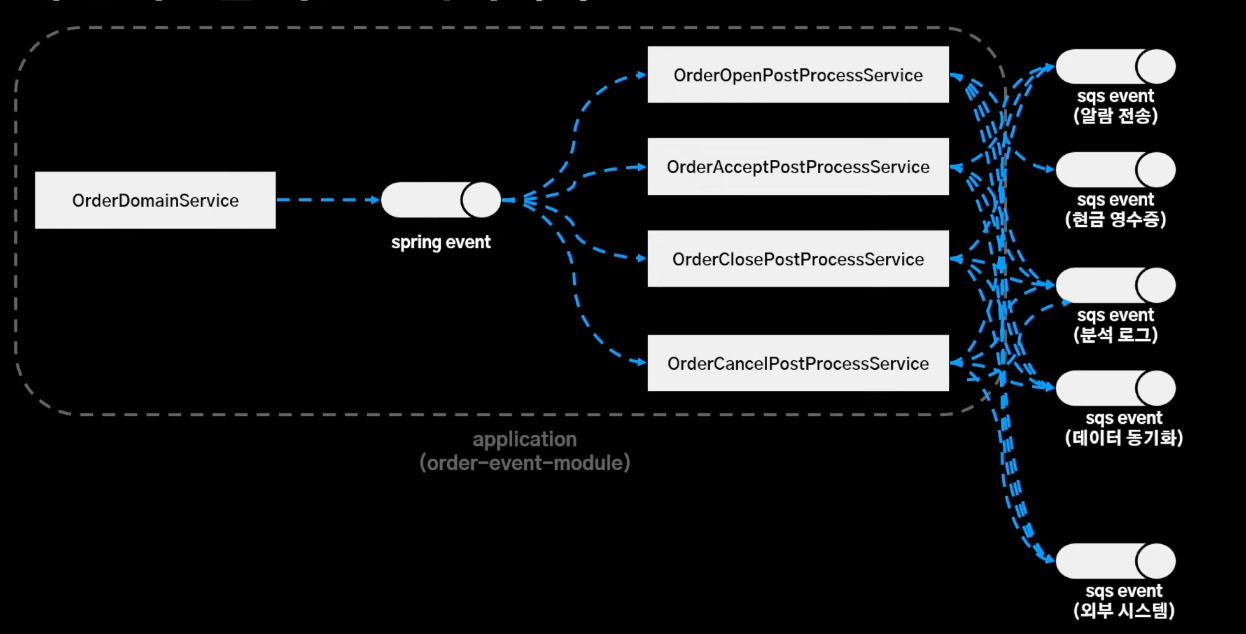 OrderDomainService
spring event
OrderOpenPostProcessService
OrderAcceptPostProcessService
OrderClosePostProcessService
OrderCancelPostProcessService
application
(order-event-module)
sqs event
(알람 전송)
sqs event
(현금 영수증)
sqs event
(분석 로그)
sqs event
(데이터 동기화)
sqs event
(외부 시스템)